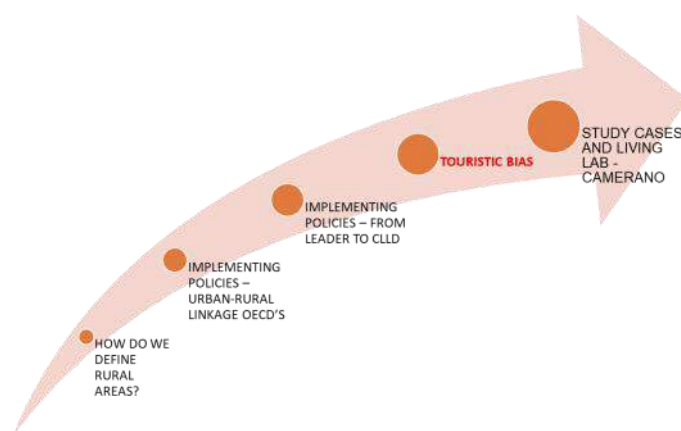 HOW DO WE
DEFINE
RURAL
AREAS?
IMPLEMENTING
POLICIES –
URBAN-RURAL
LINKAGE OECD'S
IMPLEMENTING
POLICIES – FROM
LEADER TO CLLD
TOURISTIC BIAS
STUDY CASES
AND LIVING
LAB -
CAMERANO